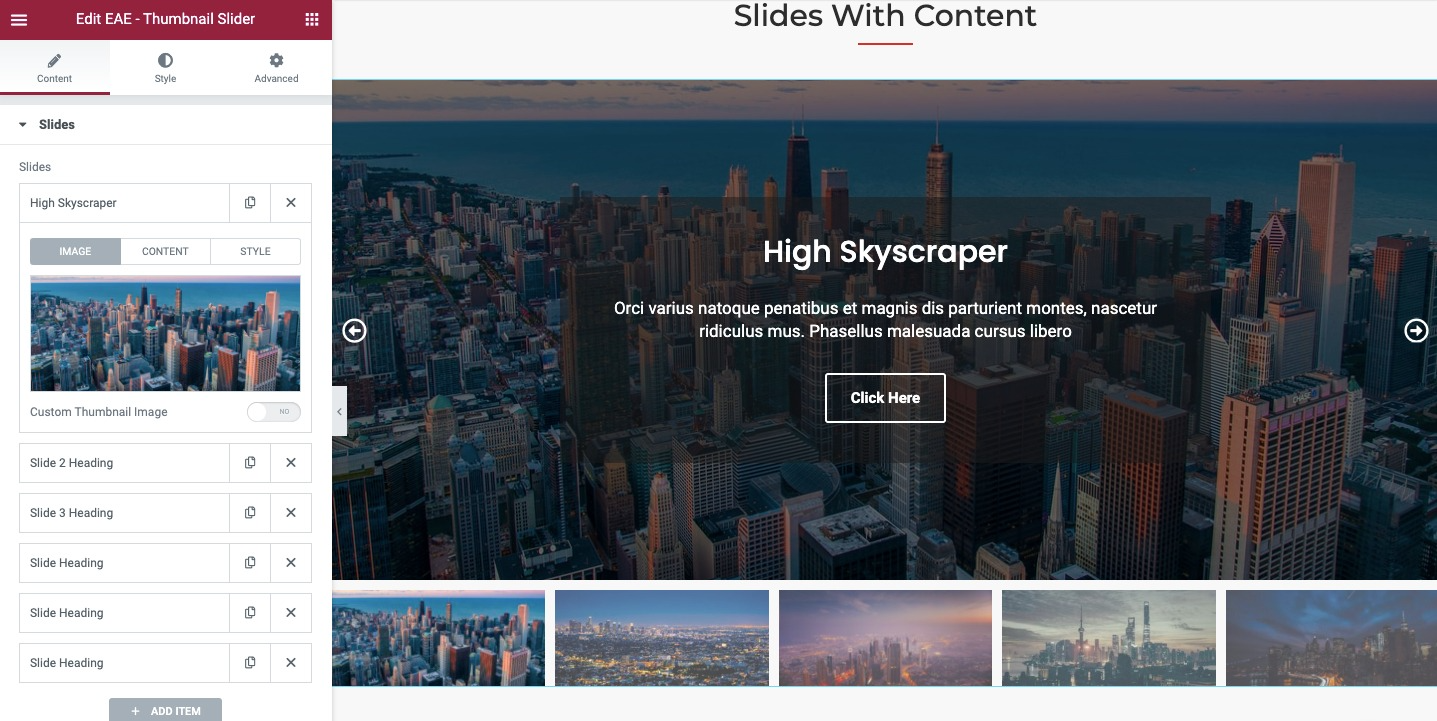 Edit EAE - Thumbnail Slider
Content
Style
Advanced
Slides
Slides
High Skyscraper
IMAGE
CONTENT
STYLE
Custom Thumbnail Image
NO
Slide 2 Heading
Slide 3 Heading
Slide Heading
Slide Heading
Slide Heading
+ ADD ITEM
Slides With Content
High Skyscraper
Orci varius natoque penatibus et magnis dis parturient montes, nascetur
ridiculus mus. Phasellus malesuada cursus libero
Click Here